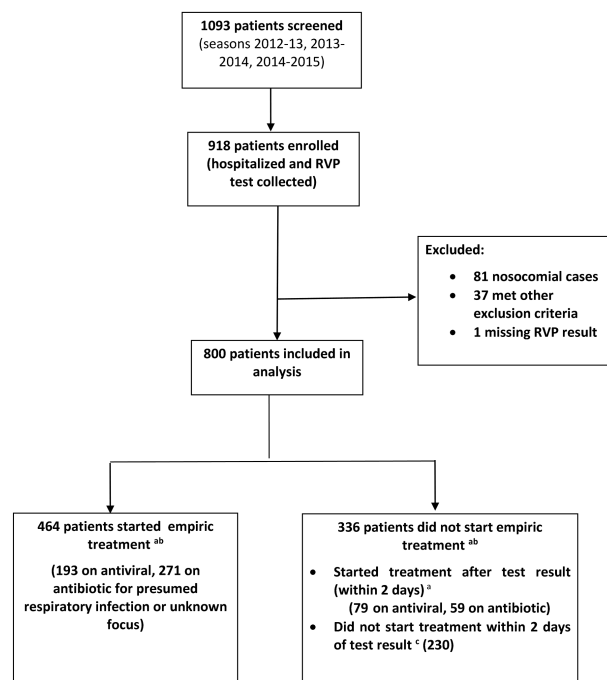 1093 patients screened
(seasons 2012-13, 2013-
2014, 2014-2015)
918 patients enrolled
(hospitalized and RVP
test collected)
Excluded:
• 81 nosocomial cases
• 37 met other
exclusion criteria
• 1 missing RVP result
800 patients included in
analysis
464 patients started empiric
treatment ab
(193 on antiviral, 271 on
antibiotic for presumed
respiratory infection or unknown
focus)
336 patients did not start empiric
treatment ab
• Started treatment after test result
(within 2 days) a
(79 on antiviral, 59 on antibiotic)
• Did not start treatment within 2 days
of test result c (230)